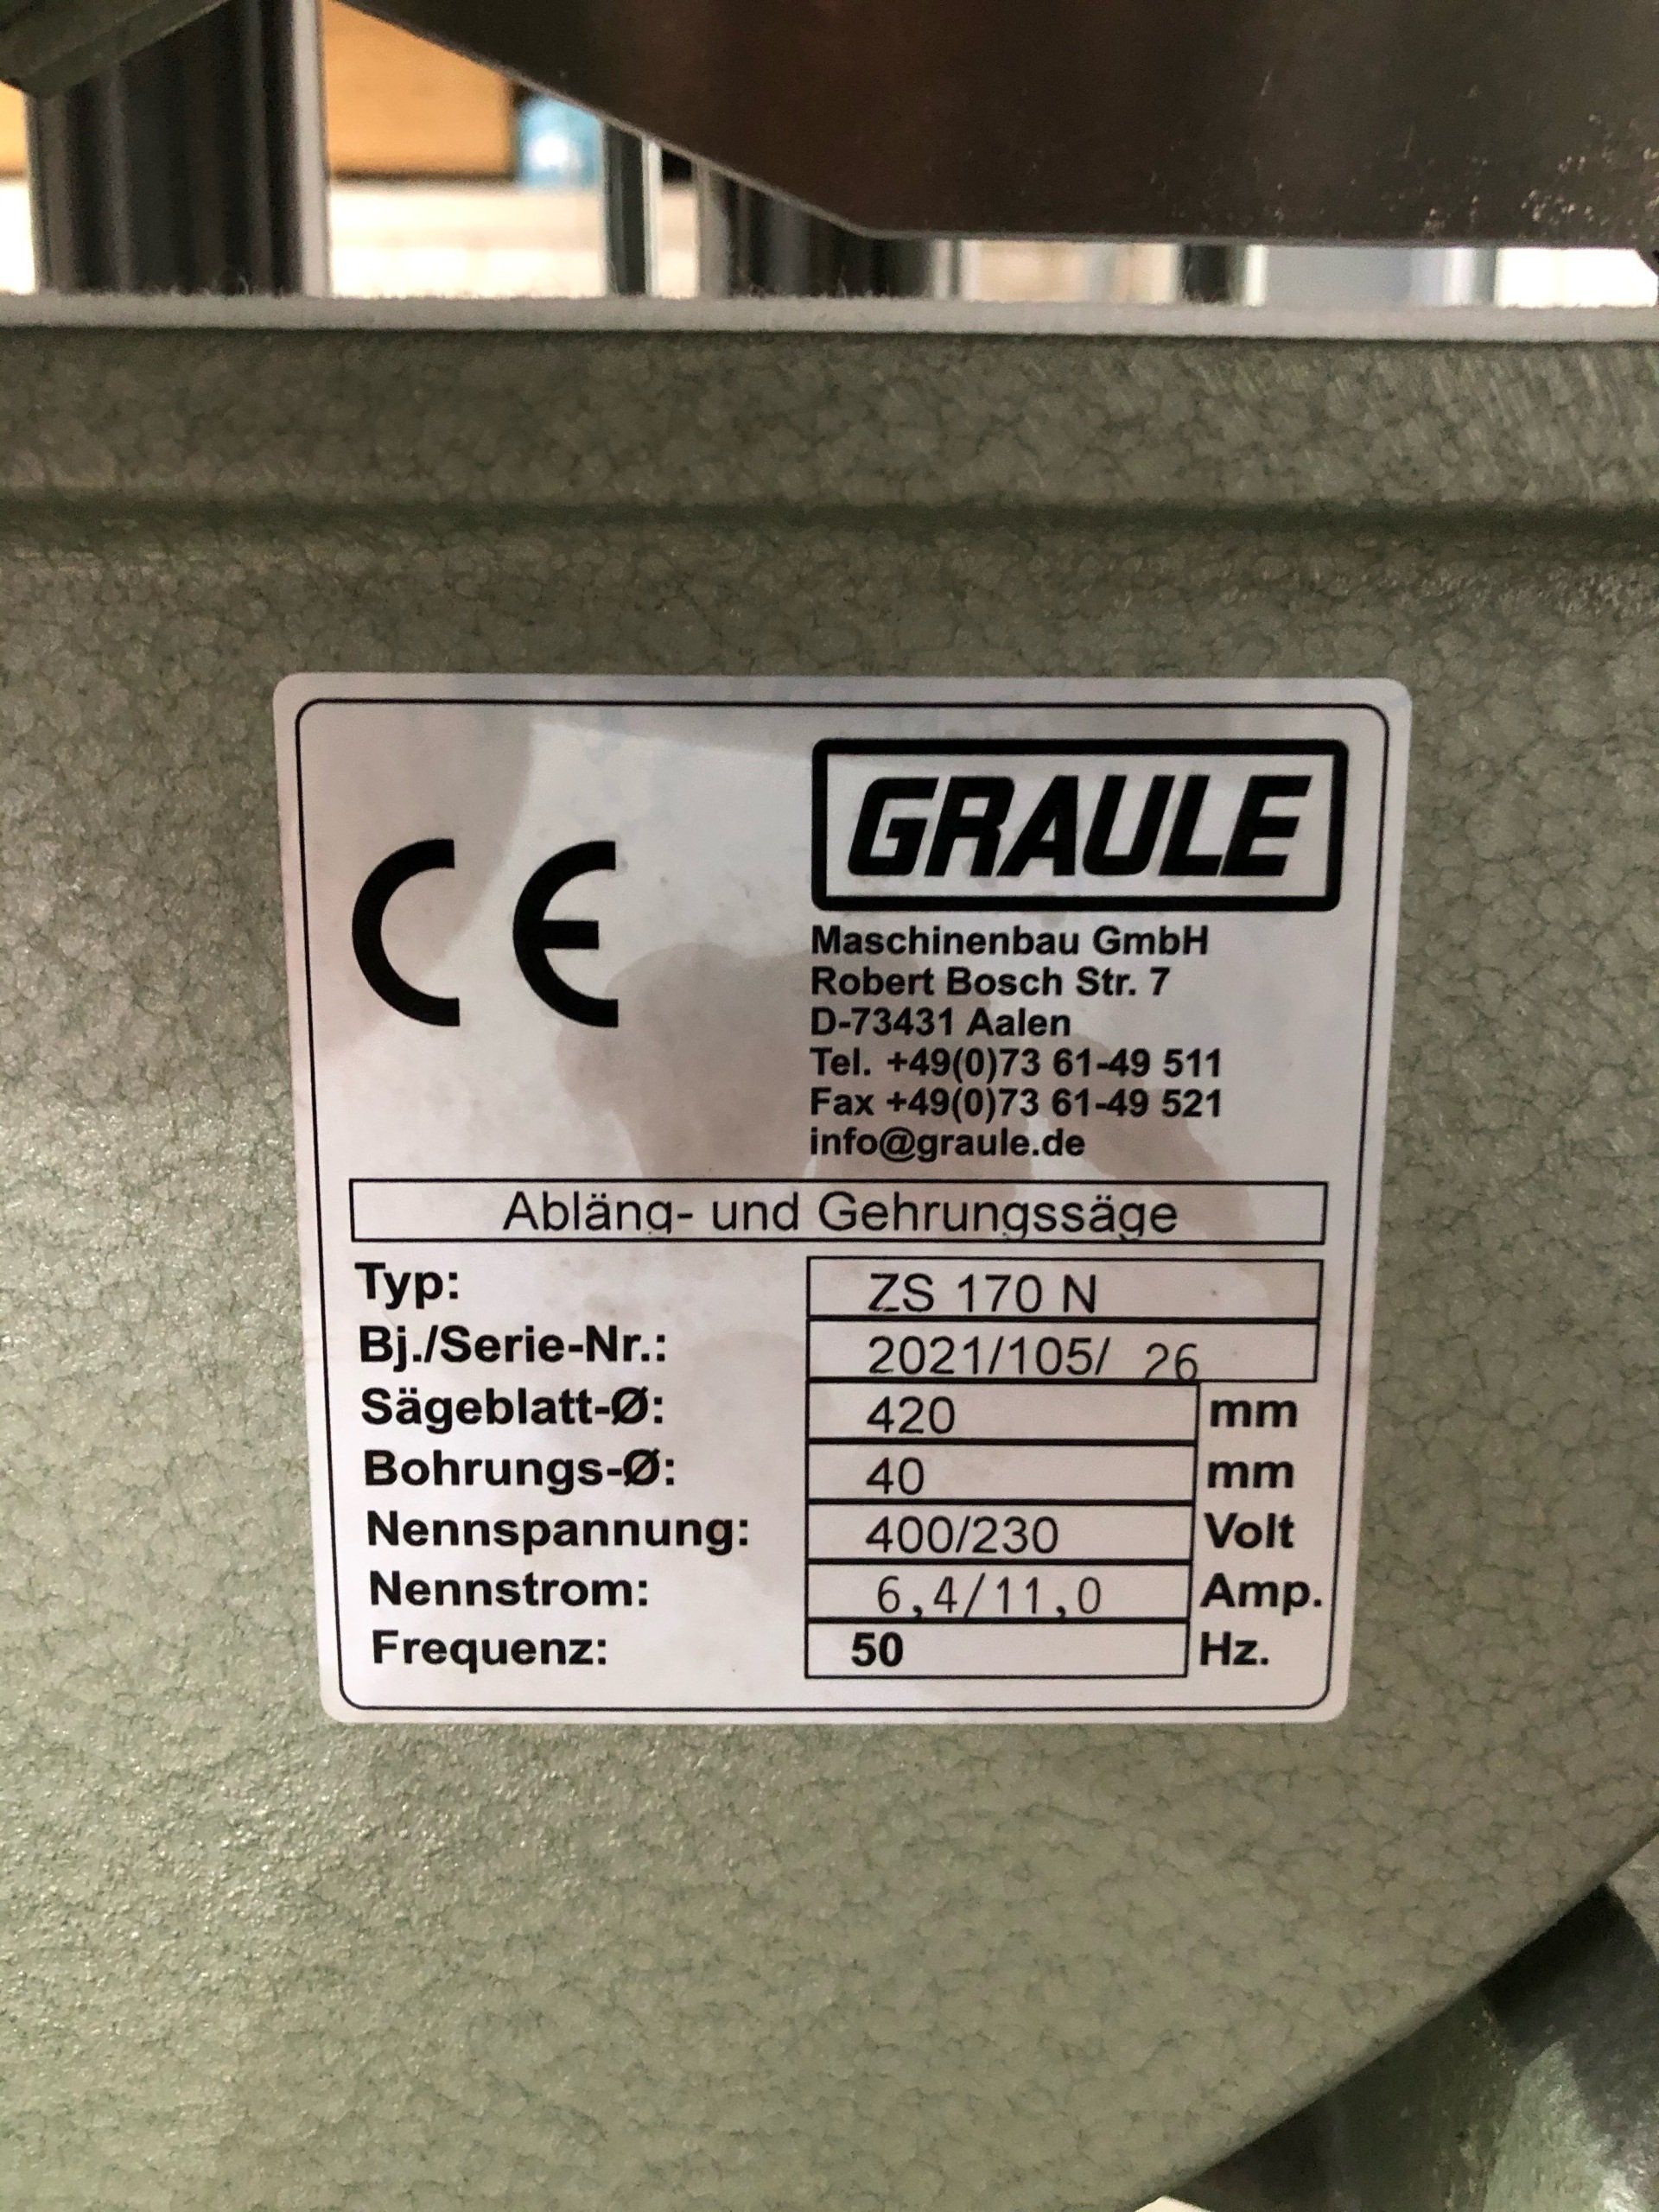 CE
GRAULE
Maschinenbau GmbH
Robert Bosch Str. 7
D-73431 Aalen
Tel. +49(0)73 61-49 511
Fax +49(0)73 61-49 521
info@graule.de
Abläng- und Gehrungssäge
Typ: ZS 170 N
Bj./Serie-Nr.: 2021/105/ 26
Sägeblatt-Ø: 420 mm
Bohrungs-Ø: 40 mm
Nennspannung: 400/230 Volt
Nennstrom: 6,4/11,0 Amp.
Frequenz: 50 Hz.